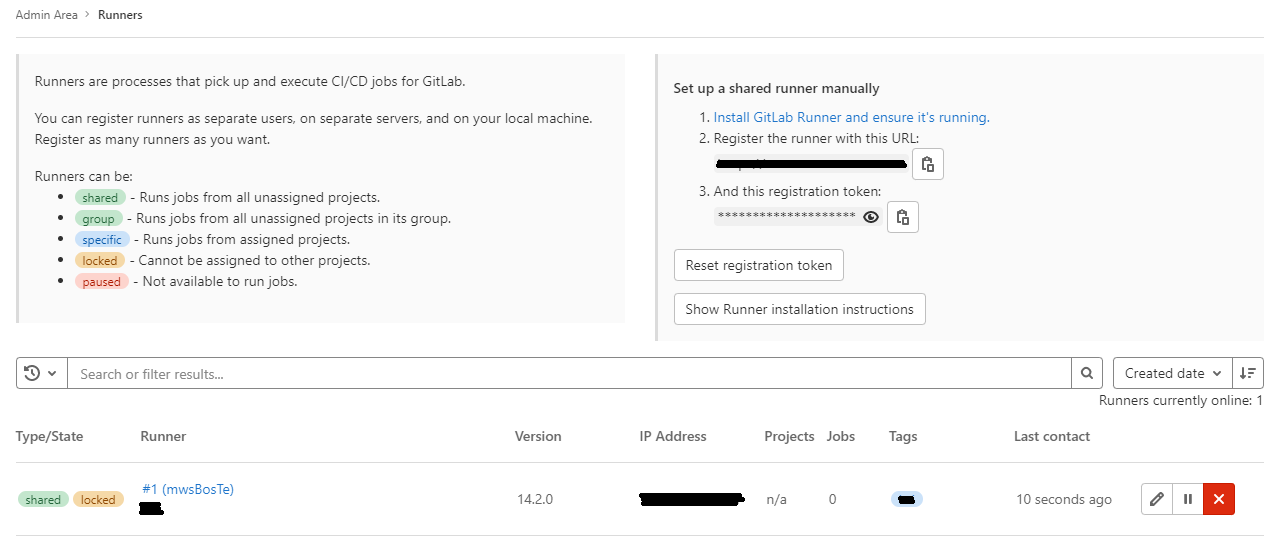 Admin Area > Runners
Runners are processes that pick up and execute CI/CD jobs for GitLab.
You can register runners as separate users, on separate servers, and on your local machine.
Register as many runners as you want.
Runners can be:
shared - Runs jobs from all unassigned projects.
group - Runs jobs from all unassigned projects in its group.
specific - Runs jobs from assigned projects.
locked - Cannot be assigned to other projects.
paused - Not available to run jobs.
Set up a shared runner manually
1. Install GitLab Runner and ensure it's running.
2. Register the runner with this URL:
3. And this registration token:
********************
Reset registration token
Show Runner installation instructions
Search or filter results...
Created date
Runners currently online: 1
Type/State Runner Version IP Address Projects Jobs Tags Last contact
shared locked #1 (mwsBosTe) 14.2.0 n/a 0 10 seconds ago